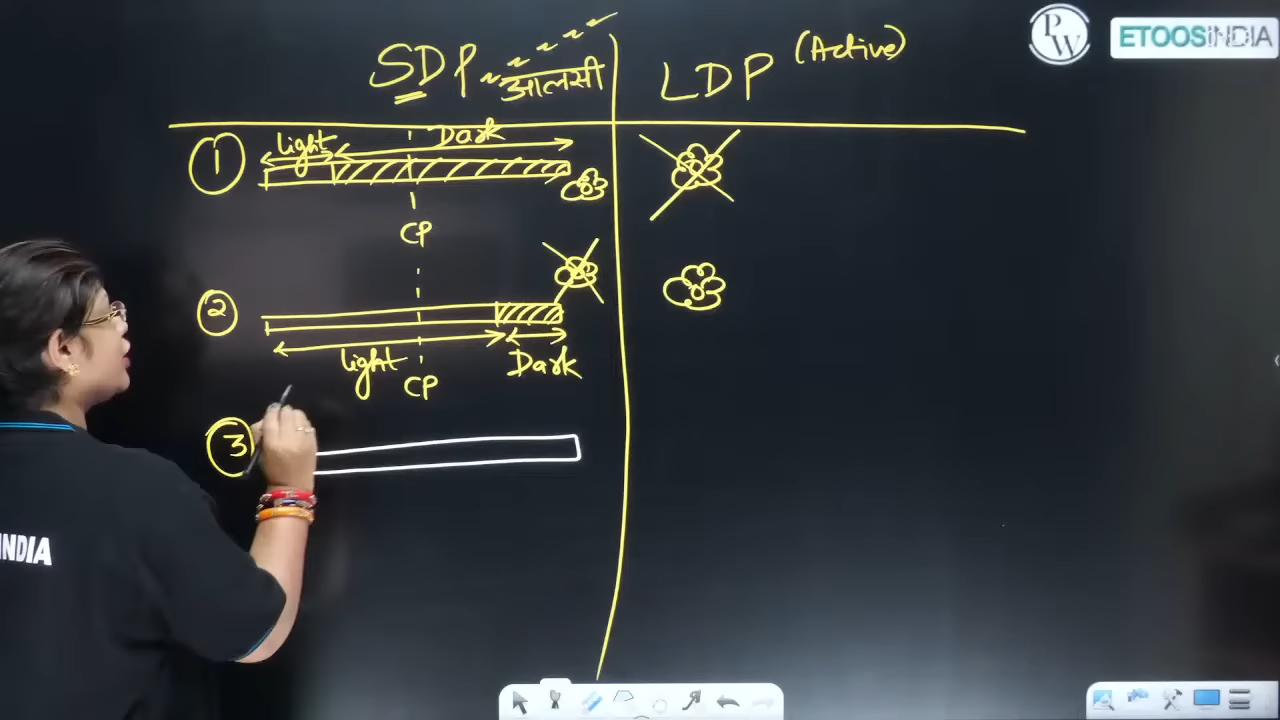 SDP आलसी
LDP (Active)
PW
ETOOSINDIA
① Light Dark
CP
②
Light Dark
CP
③
INDIA